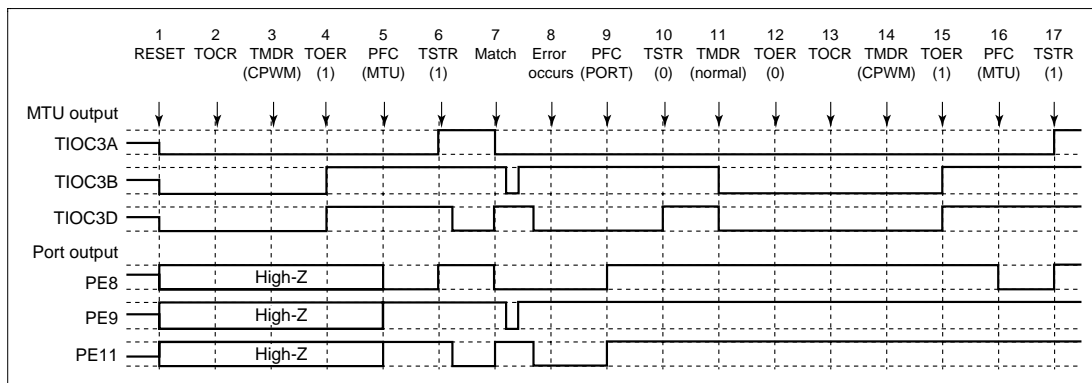 1 2 3 4 5 6 7 8 9 10 11 12 13 14 15 16 17
RESET TOCR TMDR TOER PFC TSTR Match Error PFC TSTR TMDR TOER TOCR TMDR TOER PFC TSTR
(CPWM) (1) (MTU) (1) occurs (PORT) (0) (normal) (0) (CPWM) (1) (MTU) (1)
MTU output
TIOC3A
TIOC3B
TIOC3D
Port output
PE8 High-Z
PE9 High-Z
PE11 High-Z